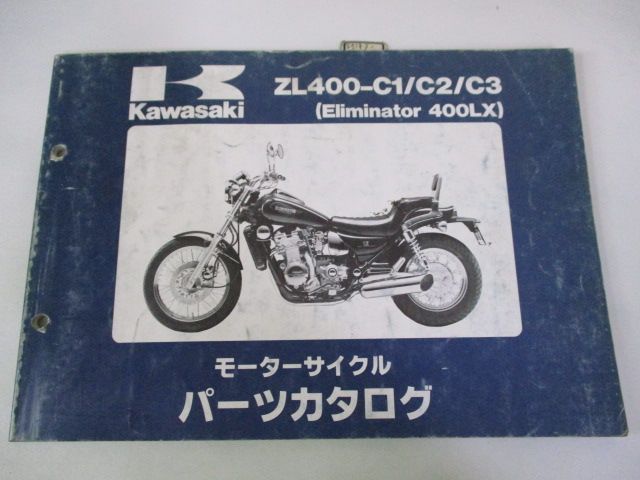 Kawasaki
ZL400-C1/C2/C3
(Eliminator 400LX)
モーターサイクル
パーツカタログ